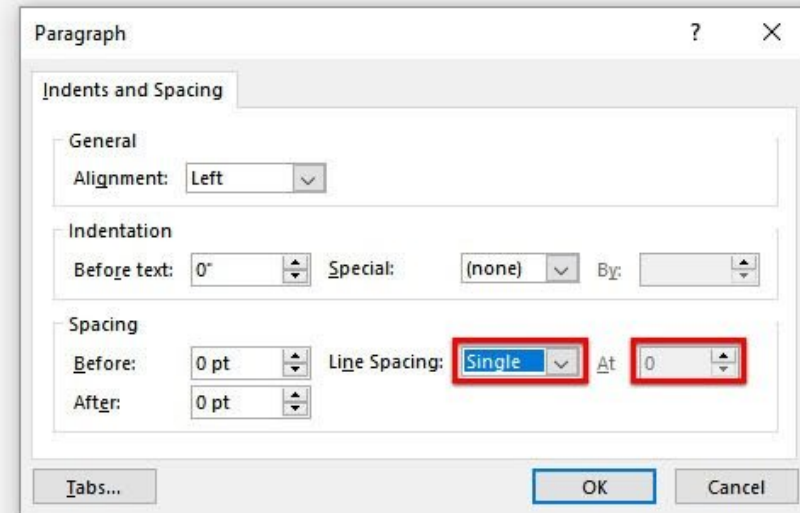 Paragraph ?
Indents and Spacing
General
Alignment: Left
Indentation
Before text: 0" Special: (none) By:
Spacing
Before: 0 pt Line Spacing: Single At 0
After: 0 pt
Tabs... OK Cancel